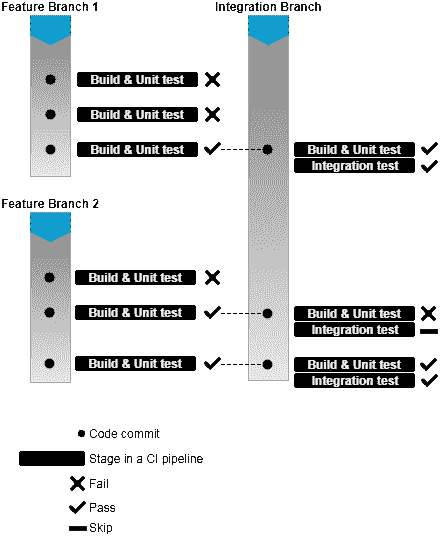 Feature Branch 1
Integration Branch
Build & Unit test
Build & Unit test
Build & Unit test
Build & Unit test
Integration test
Feature Branch 2
Build & Unit test
Build & Unit test
Build & Unit test
Integration test
Build & Unit test
Build & Unit test
Integration test
Code commit
Stage in a CI pipeline
Fail
Pass
Skip